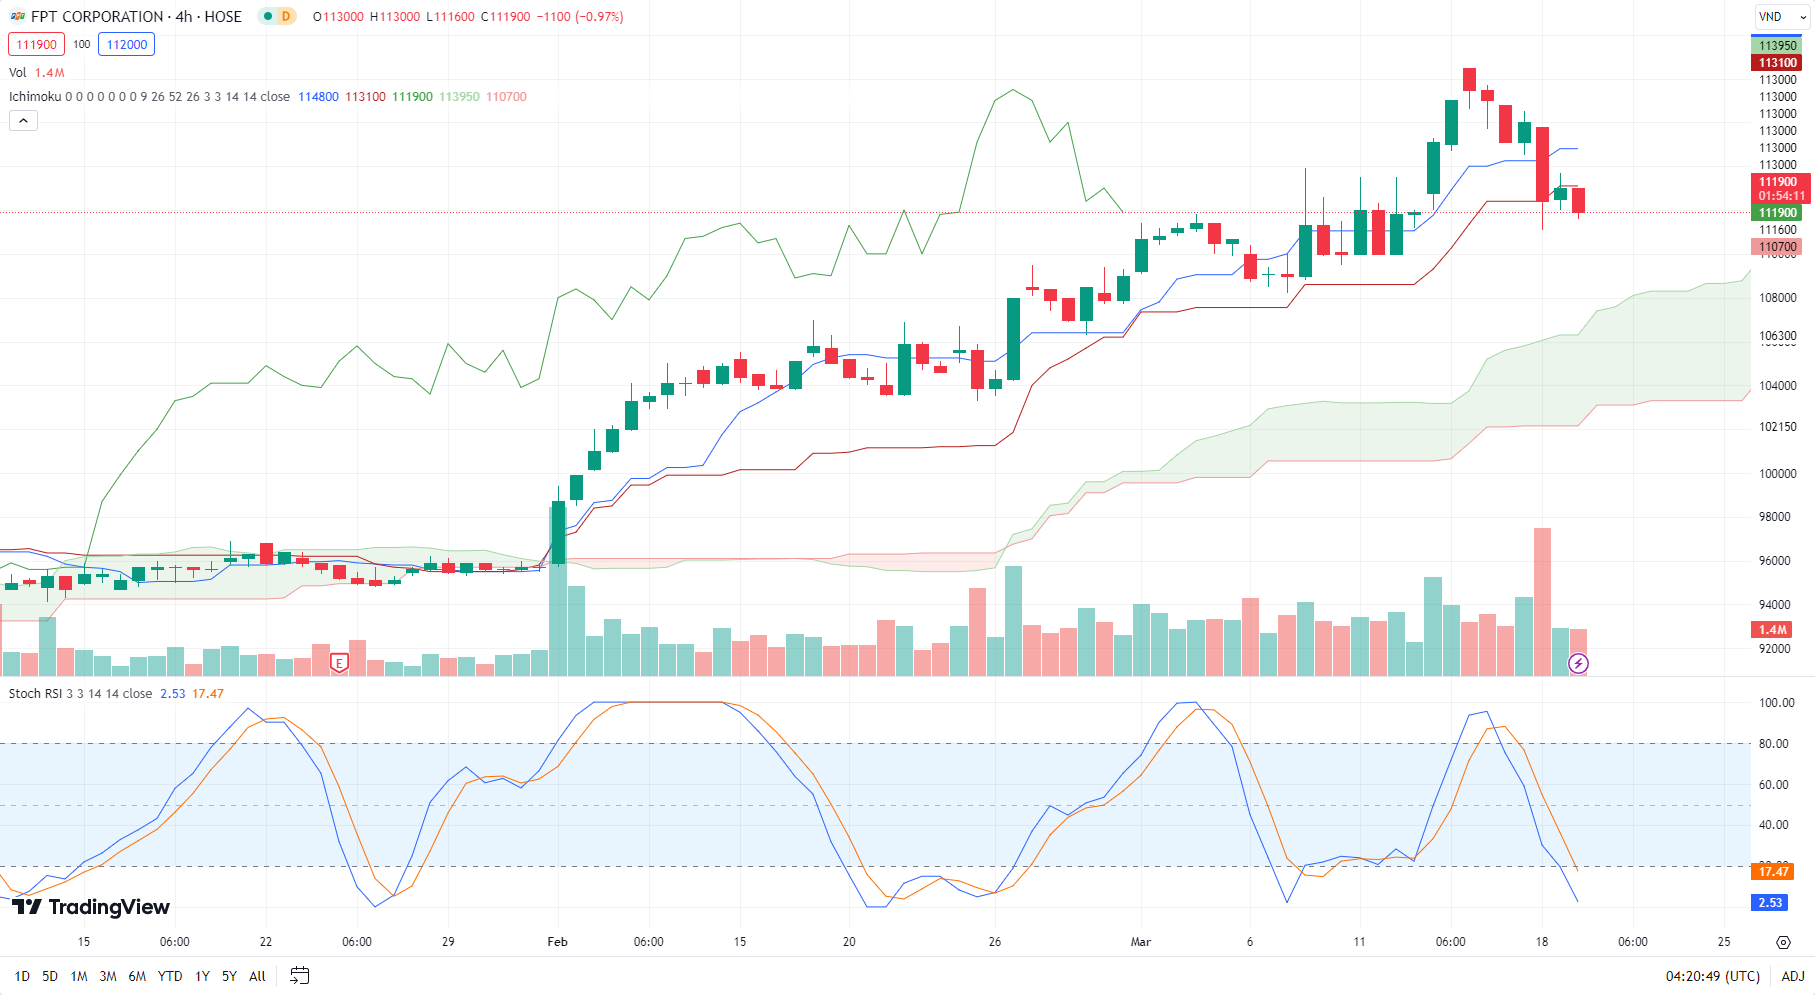 FPT CORPORATION · 4h · HOSE D O113000 H113000 L111600 C111900 −1100 (−0.97%)
VND
111900 100 112000
Vol 1.4M
Ichimoku 0 0 0 0 0 0 0 9 26 52 26 3 3 14 14 close 114800 113100 111900 113950 110700
113950
113100
113000
113000
113000
113000
113000
113000
111900
01:54:11
111900
111600
110700
108000
106300
104000
102150
100000
98000
96000
94000
1.4M
92000
E
Stoch RSI 3 3 14 14 close 2.53 17.47
100.00
80.00
60.00
40.00
17.47
2.53
TradingView
15 06:00 22 06:00 29 Feb 06:00 15 20 26 Mar 6 11 06:00 18 06:00 25
1D 5D 1M 3M 6M YTD 1Y 5Y All 04:20:49 (UTC) ADJ